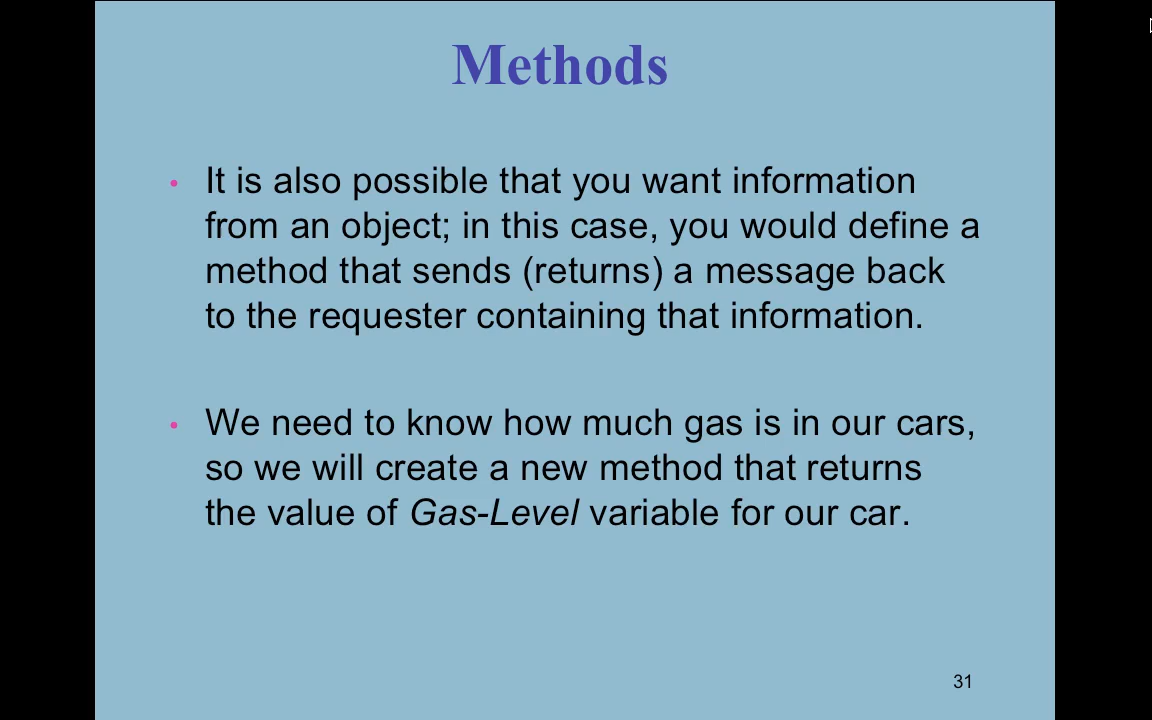 Methods
• It is also possible that you want information
from an object; in this case, you would define a
method that sends (returns) a message back
to the requester containing that information.
• We need to know how much gas is in our cars,
so we will create a new method that returns
the value of Gas-Level variable for our car.
31